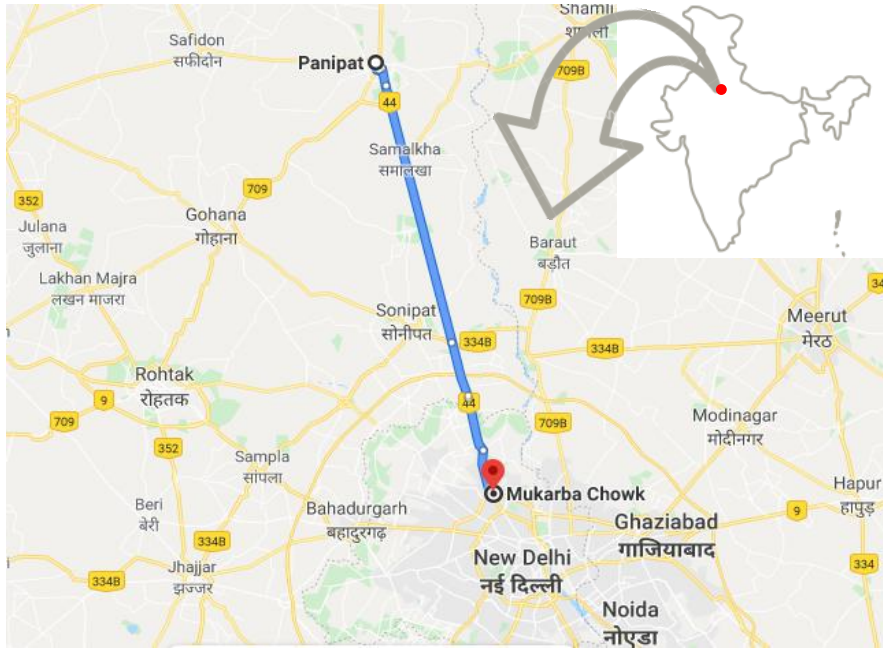 Shamli
शामली
Safidon
सफीदोन
Panipat
709B
44
Samalkha
समालखा
709
352
Gohana
गोहाना
Julana
जुलाना
Baraut
बड़ौत
Lakhan Majra
लखन माजरा
709B
34
Sonipat
सोनीपत
334B
334B
Meerut
मेरठ
Rohtak
रोहतक
9
44
709
709B
Modinagar
मोदीनगर
352
Sampla
सांपला
Hapur
हापुड़
Mukarba Chowk
Beri
बेरी
Bahadurgarh
बहादुरगढ़
9
Ghaziabad
गाजियाबाद
New Delhi
नई दिल्ली
Jhajjar
झज्जर
334B
334
Noida
नोएडा